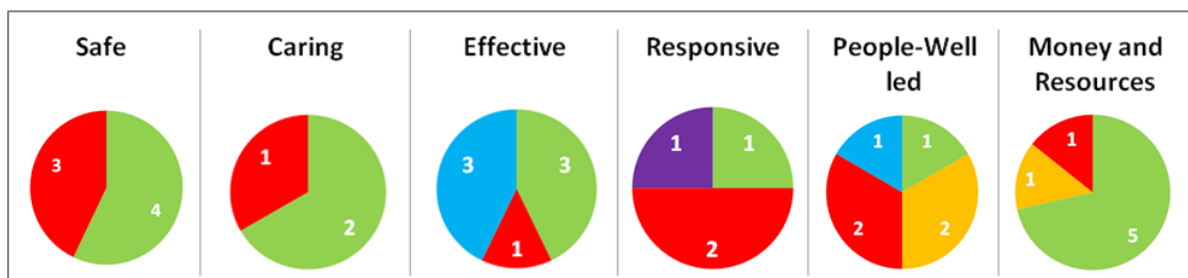 Safe
3
4
Caring
1
2
Effective
3
3
1
Responsive
1
1
2
People-Well
led
1
1
2
2
Money and
Resources
1
1
5